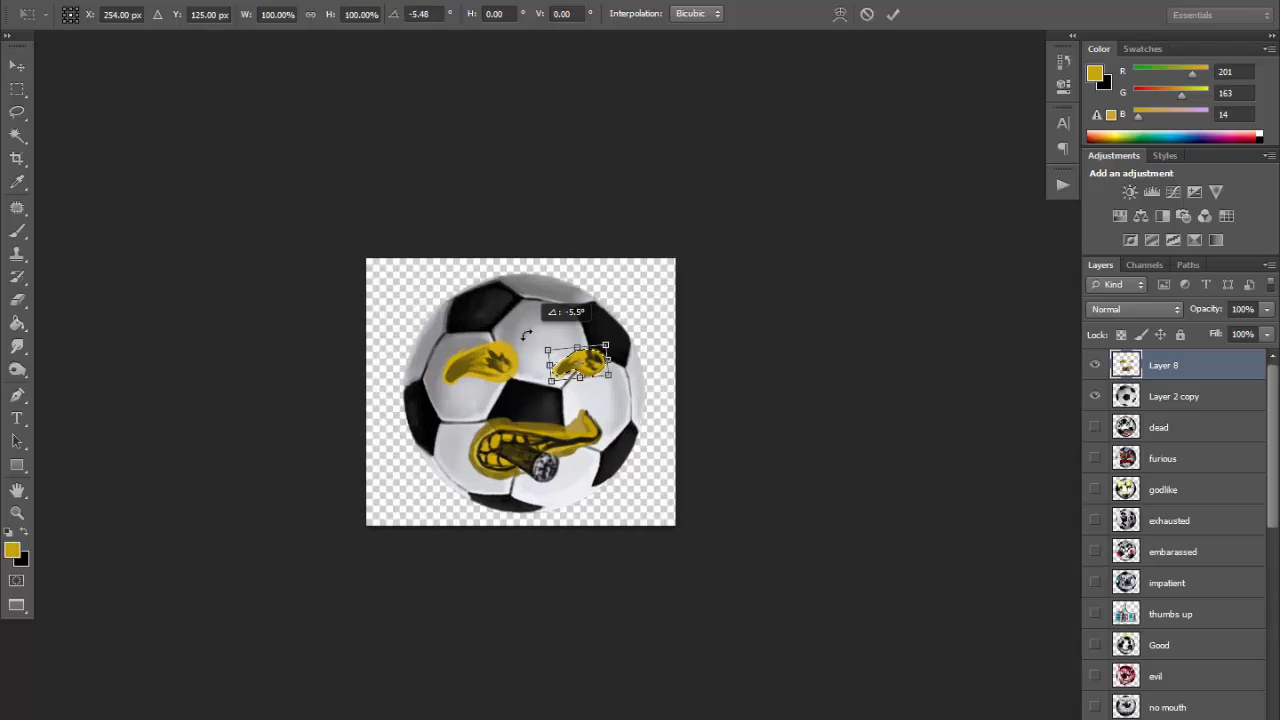 X: 254.00 px Y: 125.00 px W: 100.00% H: 100.00% -5.48 ° H: 0.00 ° V: 0.00 ° Interpolation: Bicubic Essentials
Color Swatches
R 201
G 163
B 14
Adjustments Styles
Add an adjustment
Layers Channels Paths
Kind
Normal Opacity: 100%
Lock: Fill: 100%
Layer 8
Layer 2 copy
dead
furious
godlike
exhausted
embarassed
impatient
thumbs up
Good
evil
no mouth
: -5,5°